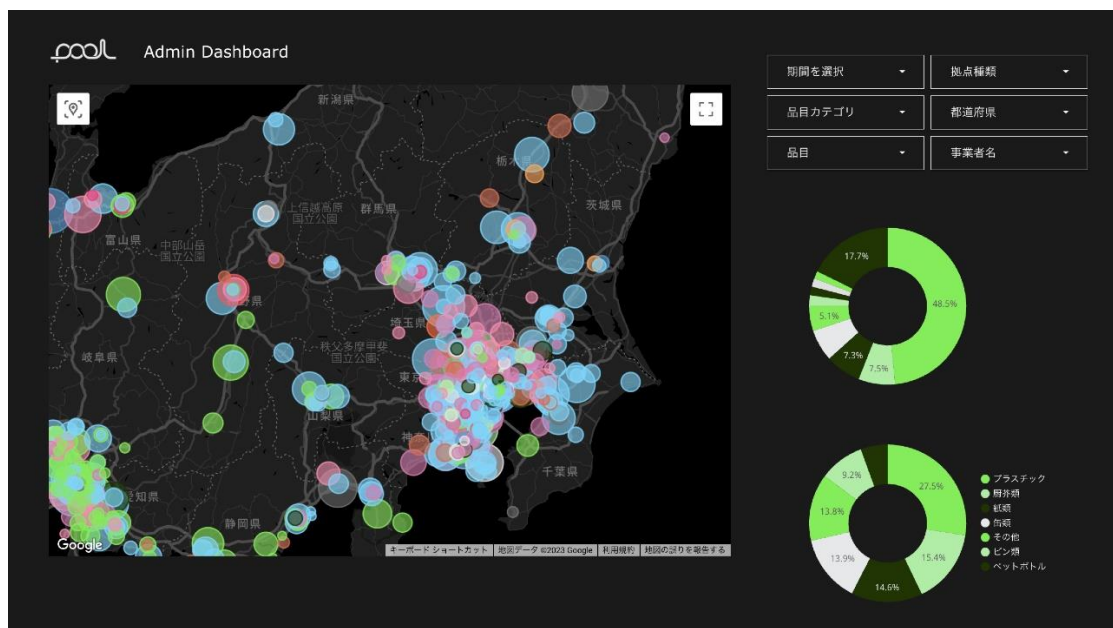 pool
Admin Dashboard
期間を選択
拠点種類
品目カテゴリ
都道府県
品目
事業者名
新潟県
栃木県
上信越高原
国立公園
群馬県
茨城県
富山県
中部山岳
国立公園
野県
埼玉県
秩父多摩甲斐
国立公園
岐阜県
東京
山梨県
神奈
千葉県
愛知県
静岡県
Google
キーボード ショートカット
地図データ ©2023 Google
利用規約
地図の誤りを報告する
17.7%
48.5%
5.1%
7.3%
7.5%
9.2%
27.5%
13.8%
13.9%
15.4%
14.6%
プラスチック
厨芥類
紙類
缶類
その他
ビン類
ペットボトル